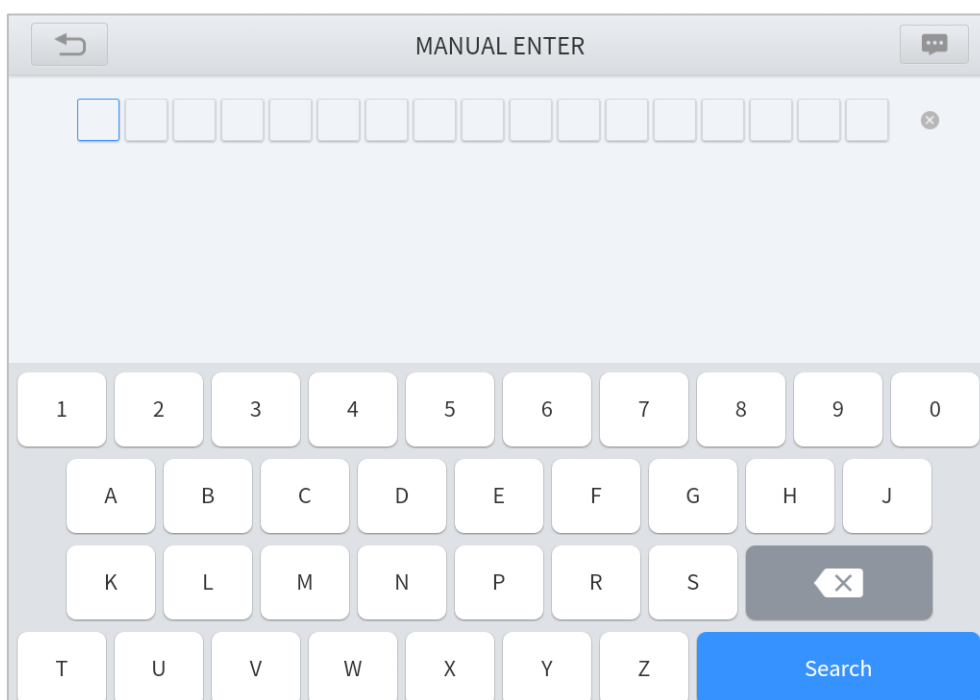 MANUAL ENTER
1 2 3 4 5 6 7 8 9 0
A B C D E F G H J
K L M N P R S
T U V W X Y Z Search